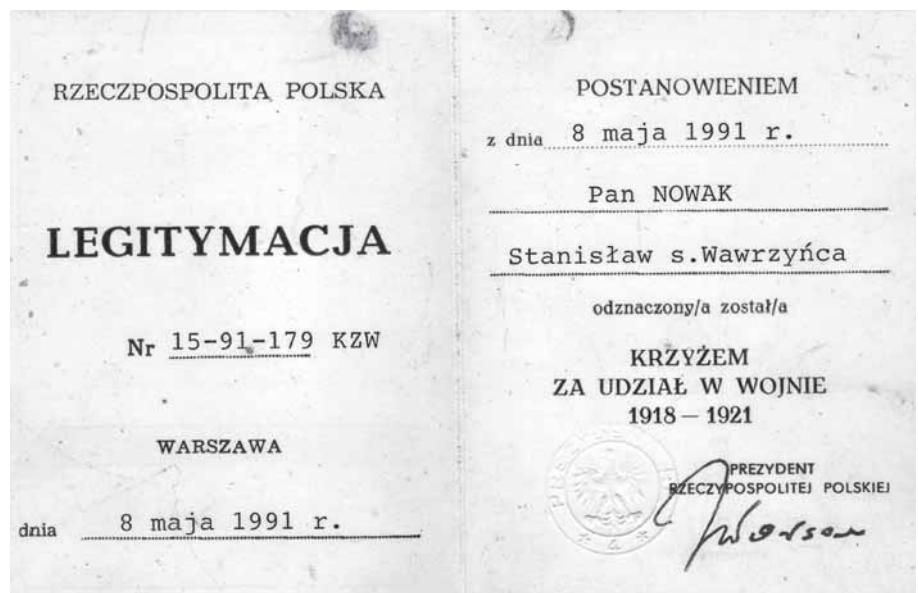 RZECZPOSPOLITA POLSKA
LEGITYMACJA
Nr 15-91-179 KZW
WARSZAWA
dnia 8 maja 1991 r.
POSTANOWIENIEM
z dnia 8 maja 1991 r.
Pan NOWAK
Stanisław s.Wawrzyńca
odznaczony/a został/a
KRZYŻEM
ZA UDZIAŁ W WOJNIE
1918 — 1921
PREZYDENT
RZECZYPOSPOLITEJ POLSKIEJ